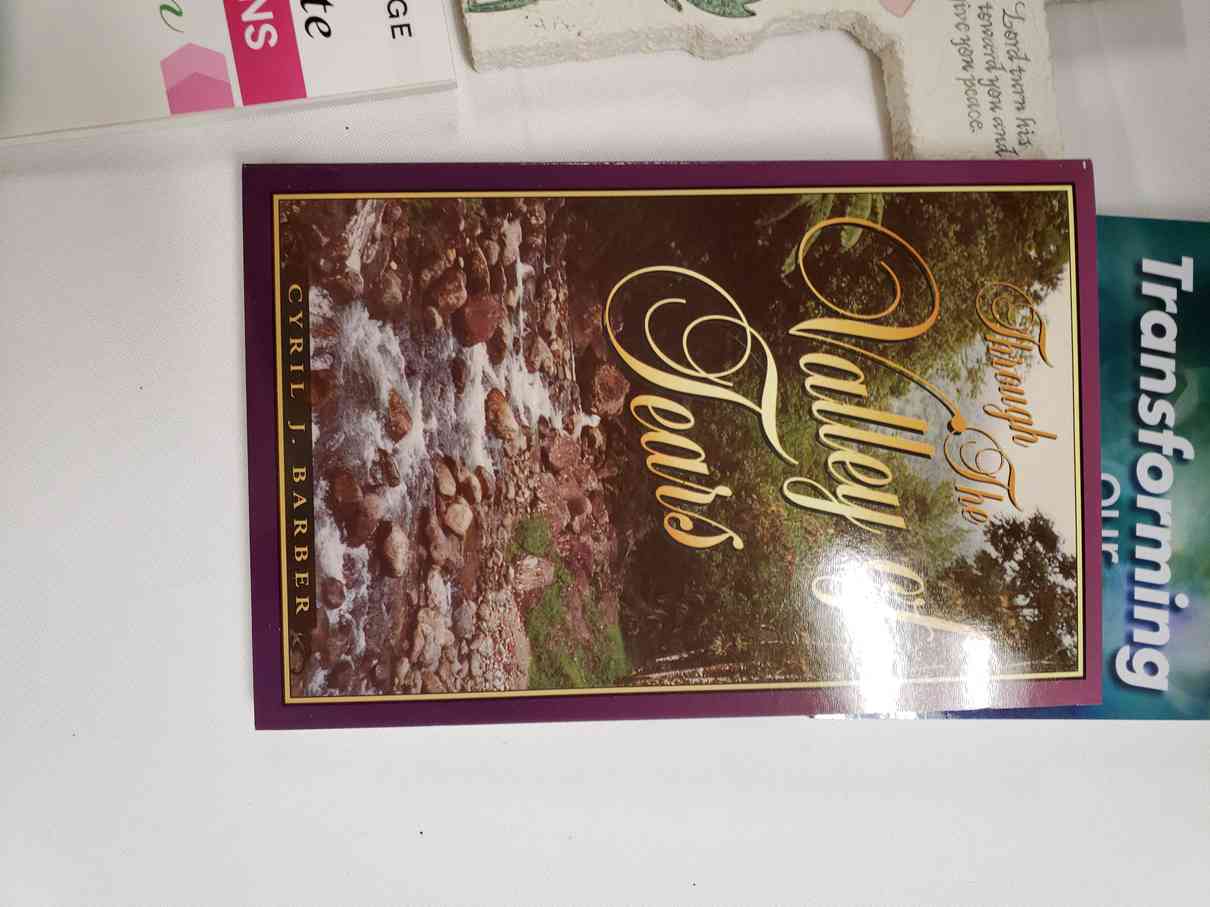 Through The
Valley of
Tears
CYRIL J. BARBER
Transforming
Our
Lord turn his
toward you and
give you peace.
GE
te
NS